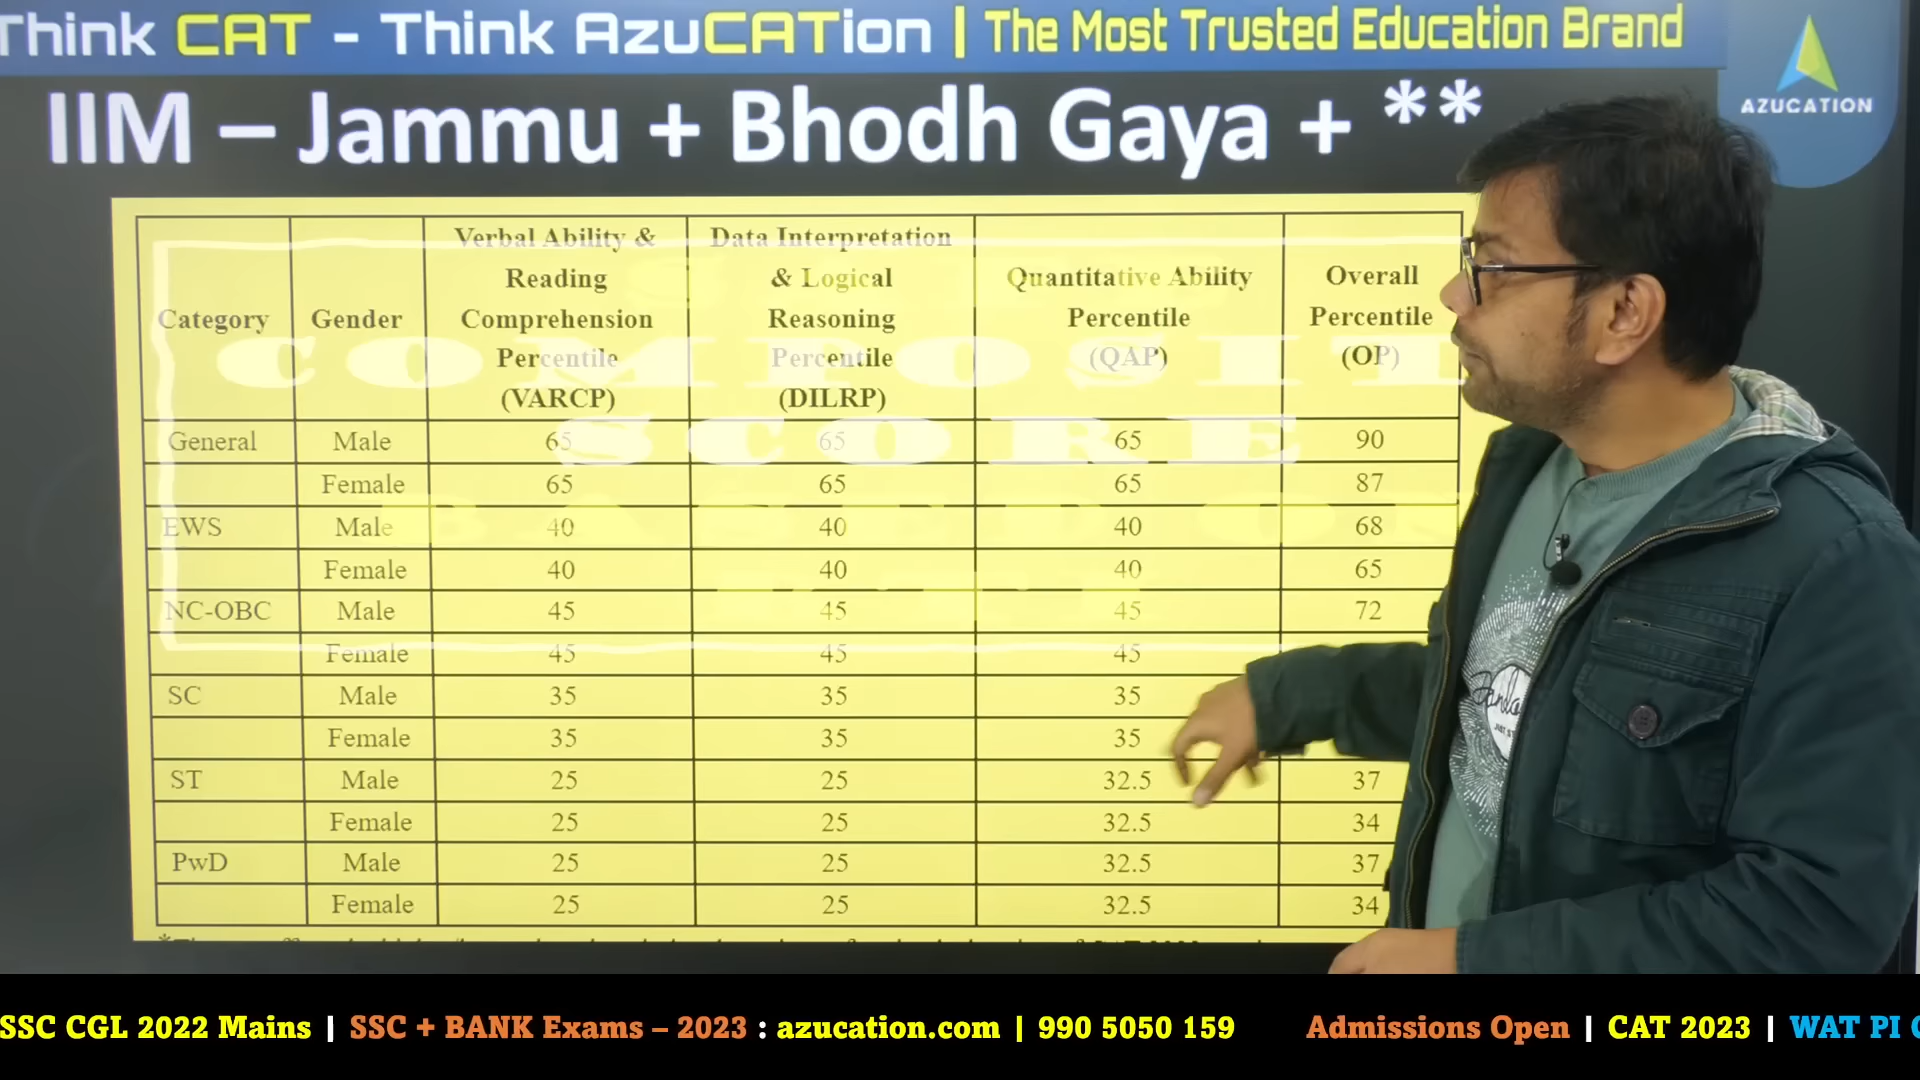 Think CAT - Think AzuCATion | The Most Trusted Education Brand
AZUCATION
IIM – Jammu + Bhodh Gaya + **
Category Gender Verbal Ability & Reading Comprehension Percentile (VARCP) Data Interpretation & Logical Reasoning Percentile (DILRP) Quantitative Ability Percentile (QAP) Overall Percentile (OP)
General Male 65 65 65 90
Female 65 65 65 87
EWS Male 40 40 40 68
Female 40 40 40 65
NC-OBC Male 45 45 45 72
Female 45 45 45
SC Male 35 35 35
Female 35 35 35
ST Male 25 25 32.5 37
Female 25 25 32.5 34
PwD Male 25 25 32.5 37
Female 25 25 32.5 34
COMPOSIT
SCORE
BASED ON
SSC CGL 2022 Mains | SSC + BANK Exams – 2023 : azucation.com | 990 5050 159 Admissions Open | CAT 2023 | WAT PI